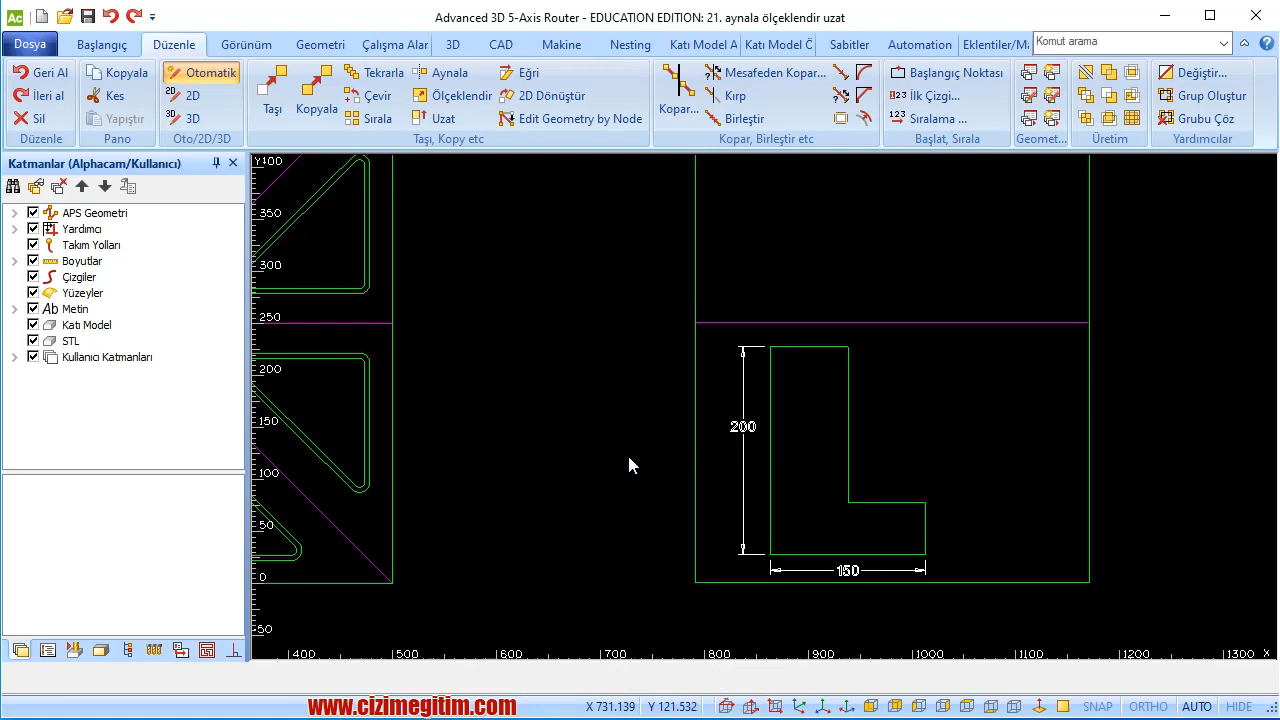 Advanced 3D 5-Axis Router - EDUCATION EDITION: 21. aynala ölçeklendir uzat
Dosya Başlangıç Düzenle Görünüm Geometri Çalışma Alar 3D CAD Makine Nesting Katı Model A Katı Model Ç Sabitler Automation Eklentiler/M Komut arama
Geri Al Kopyala Otomatik Tekrarla Aynala Eğri Mesafeden Kopar... Başlangıç Noktası Değiştir...
İleri al Kes 2D Taşı Kopyala Çevir Ölçeklendir 2D Dönüştür Kopar... Kırp İlk Çizgi... Grup Oluştur
Sil Yapıştır 3D Sırala Uzat Edit Geometry by Node Birleştir Sıralama ... Grubu Çöz
Düzenle Pano Oto/2D/3D Taşı, Kopy etc Kopar, Birleştir etc Başlat, Sırala Geomet... Üretim Yardımcılar
Katmanlar (Alphacam/Kullanıcı)
APS Geometri
Yardımcı
Takım Yolları
Boyutlar
Çizgiler
Yüzeyler
Ab Metin
Katı Model
STL
Kullanıcı Katmanları
Y100
350
300
250
200
150
100
50
0
50
200
150
400 500 600 700 800 900 1000 1100 1200 1300 X
www.cizimegitim.com
X 731.139 Y 121.532 SNAP ORTHO AUTO HIDE